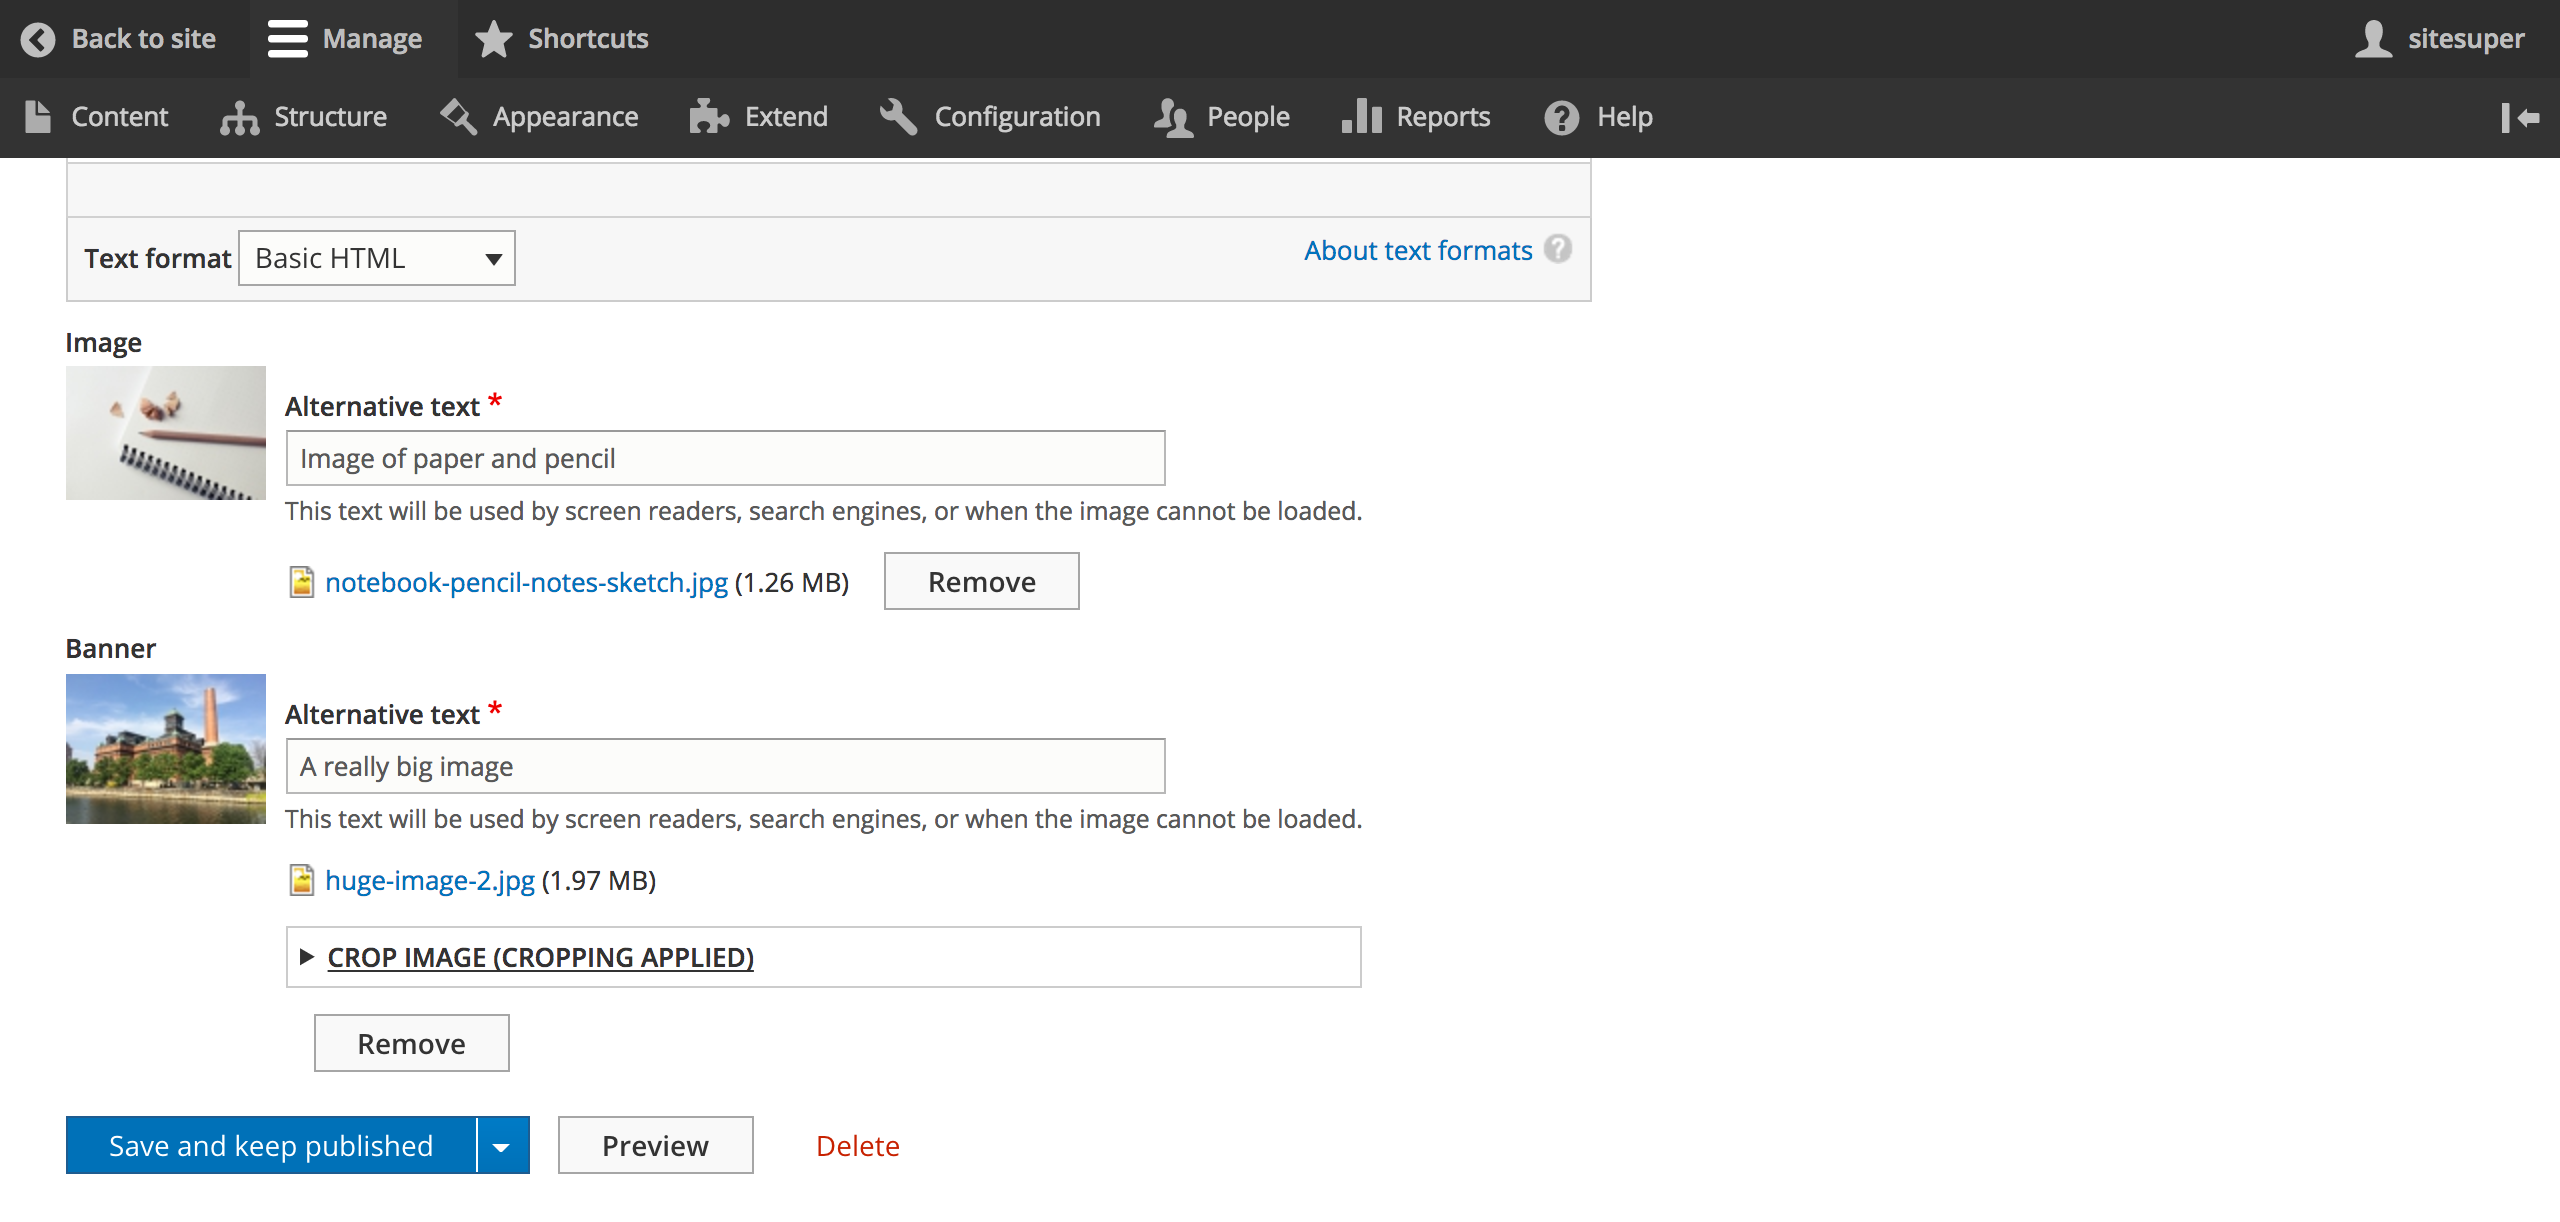 Back to site Manage Shortcuts sitesuper
Content Structure Appearance Extend Configuration People Reports Help
Text format Basic HTML About text formats
Image
Alternative text *
Image of paper and pencil
This text will be used by screen readers, search engines, or when the image cannot be loaded.
notebook-pencil-notes-sketch.jpg (1.26 MB) Remove
Banner
Alternative text *
A really big image
This text will be used by screen readers, search engines, or when the image cannot be loaded.
huge-image-2.jpg (1.97 MB)
CROP IMAGE (CROPPING APPLIED)
Remove
Save and keep published Preview Delete